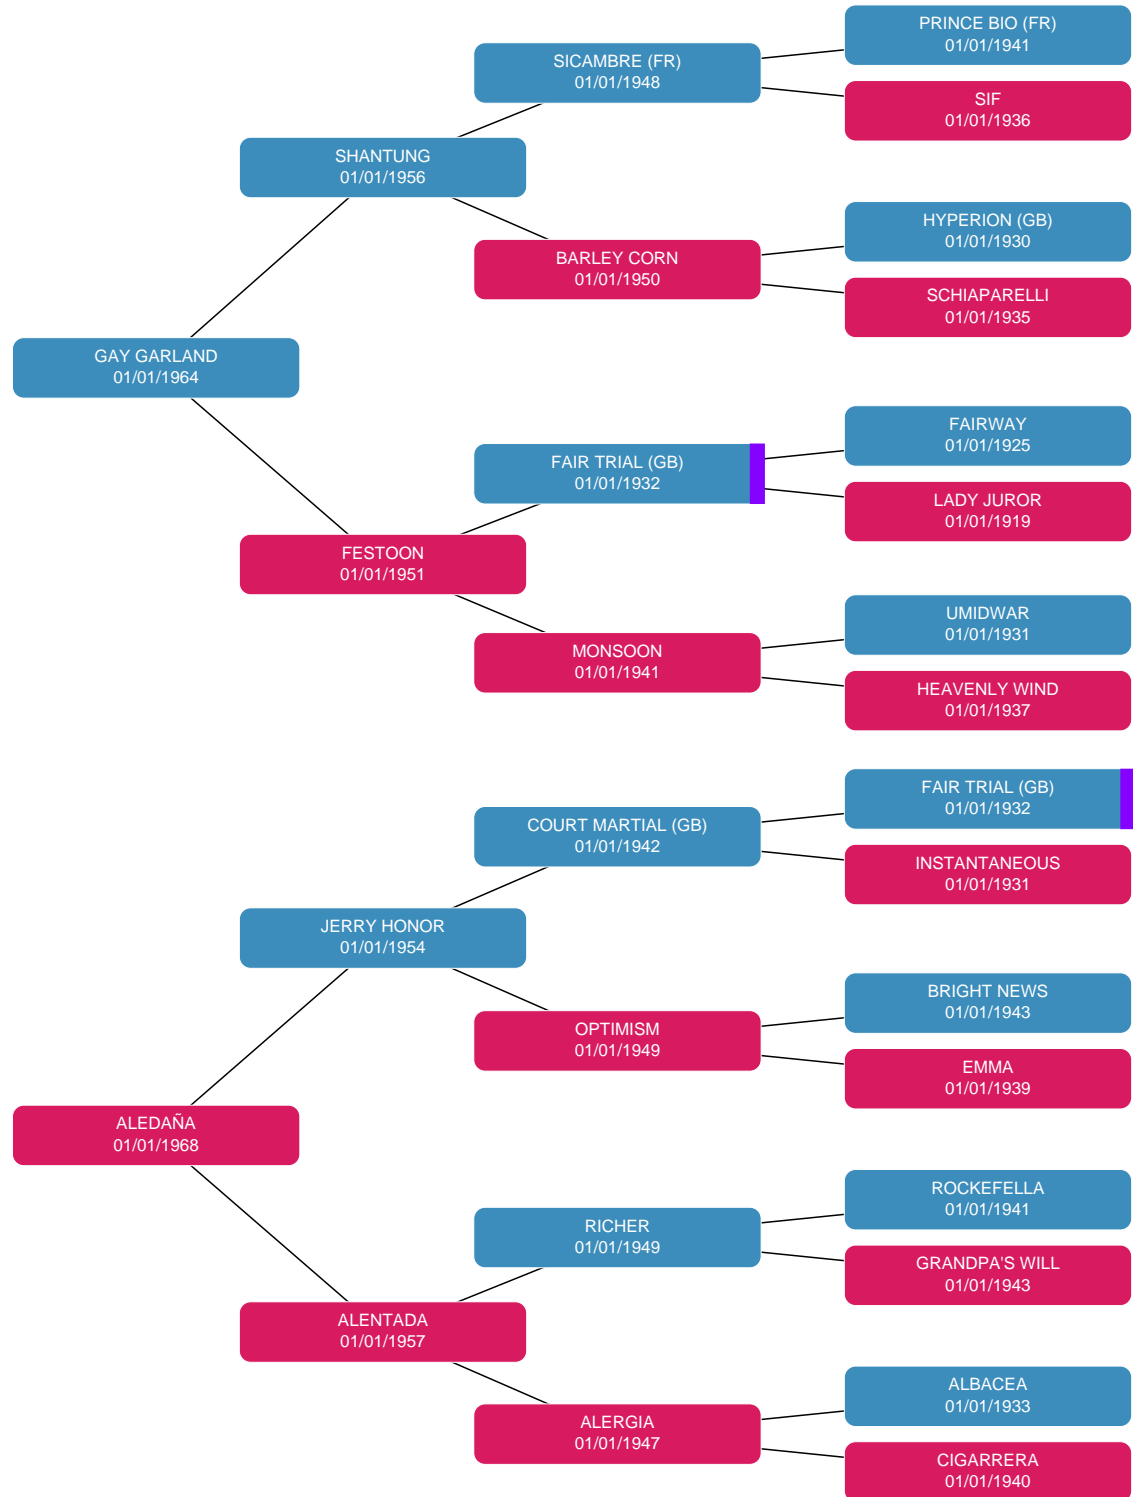 PRINCE BIO (FR)
01/01/1941
SICAMBRE (FR)
01/01/1948
SIF
01/01/1936
SHANTUNG
01/01/1956
HYPERION (GB)
01/01/1930
BARLEY CORN
01/01/1950
SCHIAPARELLI
01/01/1935
GAY GARLAND
01/01/1964
FAIRWAY
01/01/1925
FAIR TRIAL (GB)
01/01/1932
LADY JUROR
01/01/1919
FESTOON
01/01/1951
UMIDWAR
01/01/1931
MONSOON
01/01/1941
HEAVENLY WIND
01/01/1937
FAIR TRIAL (GB)
01/01/1932
COURT MARTIAL (GB)
01/01/1942
INSTANTANEOUS
01/01/1931
JERRY HONOR
01/01/1954
BRIGHT NEWS
01/01/1943
OPTIMISM
01/01/1949
EMMA
01/01/1939
ALEDAÑA
01/01/1968
ROCKEFELLA
01/01/1941
RICHER
01/01/1949
GRANDPA'S WILL
01/01/1943
ALENTADA
01/01/1957
ALBACEA
01/01/1933
ALERGIA
01/01/1947
CIGARRERA
01/01/1940